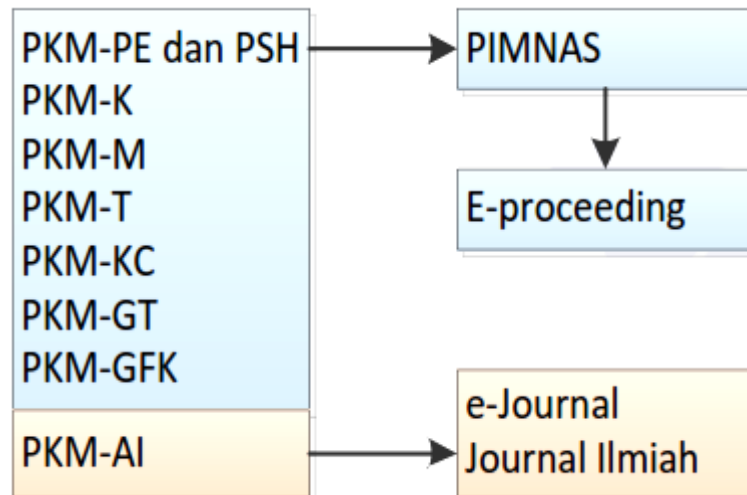 PKM-PE dan PSH
PKM-K
PKM-M
PKM-T
PKM-KC
PKM-GT
PKM-GFK
PKM-AI
PIMNAS
E-proceeding
e-Journal
Journal Ilmiah